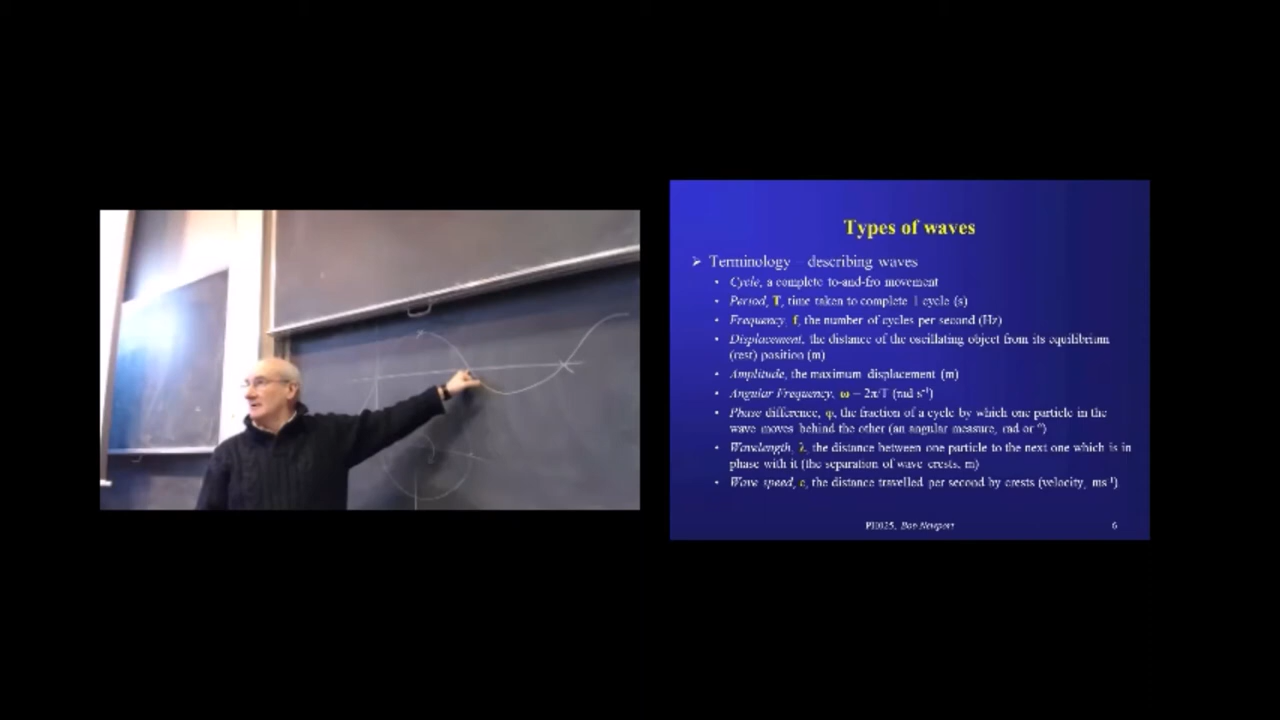 Types of waves
➢ Terminology – describing waves
• Cycle, a complete to-and-fro movement
• Period, T, time taken to complete 1 cycle (s)
• Frequency, f, the number of cycles per second (Hz)
• Displacement, the distance of the oscillating object from its equilibrium
(rest) position (m)
• Amplitude, the maximum displacement (m)
• Angular Frequency, ω = 2π/T (rad s⁻¹)
• Phase difference, φ, the fraction of a cycle by which one particle in the
wave moves behind the other (an angular measure, rad or °)
• Wavelength, λ, the distance between one particle to the next one which is in
phase with it (the separation of wave crests, m)
• Wave speed, c, the distance travelled per second by crests (velocity, ms⁻¹)
PH025, Bob Newport
6